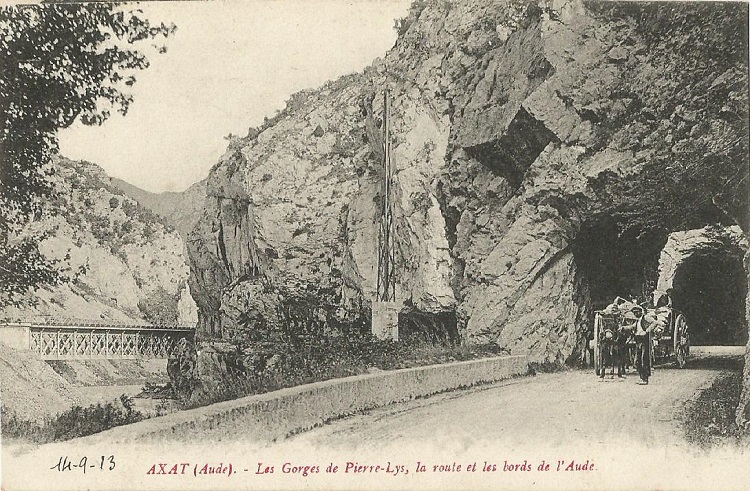 14-9-13 AXAT (Aude). - Les Gorges de Pierre-Lys, la route et les bords de l'Aude.